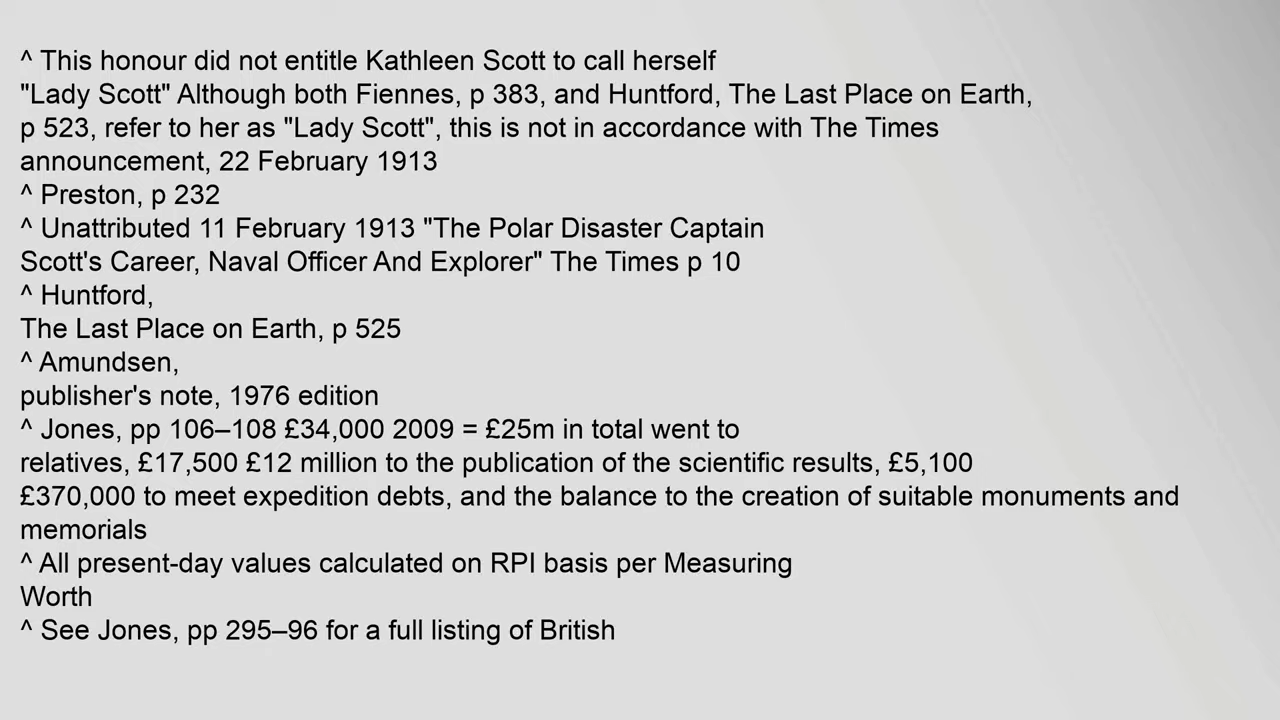 ^ This honour did not entitle Kathleen Scott to call herself
"Lady Scott" Although both Fiennes, p 383, and Huntford, The Last Place on Earth,
p 523, refer to her as "Lady Scott", this is not in accordance with The Times
announcement, 22 February 1913
^ Preston, p 232
^ Unattributed 11 February 1913 "The Polar Disaster Captain
Scott's Career, Naval Officer And Explorer" The Times p 10
^ Huntford,
The Last Place on Earth, p 525
^ Amundsen,
publisher's note, 1976 edition
^ Jones, pp 106–108 £34,000 2009 = £25m in total went to
relatives, £17,500 £12 million to the publication of the scientific results, £5,100
£370,000 to meet expedition debts, and the balance to the creation of suitable monuments and
memorials
^ All present-day values calculated on RPI basis per Measuring
Worth
^ See Jones, pp 295–96 for a full listing of British